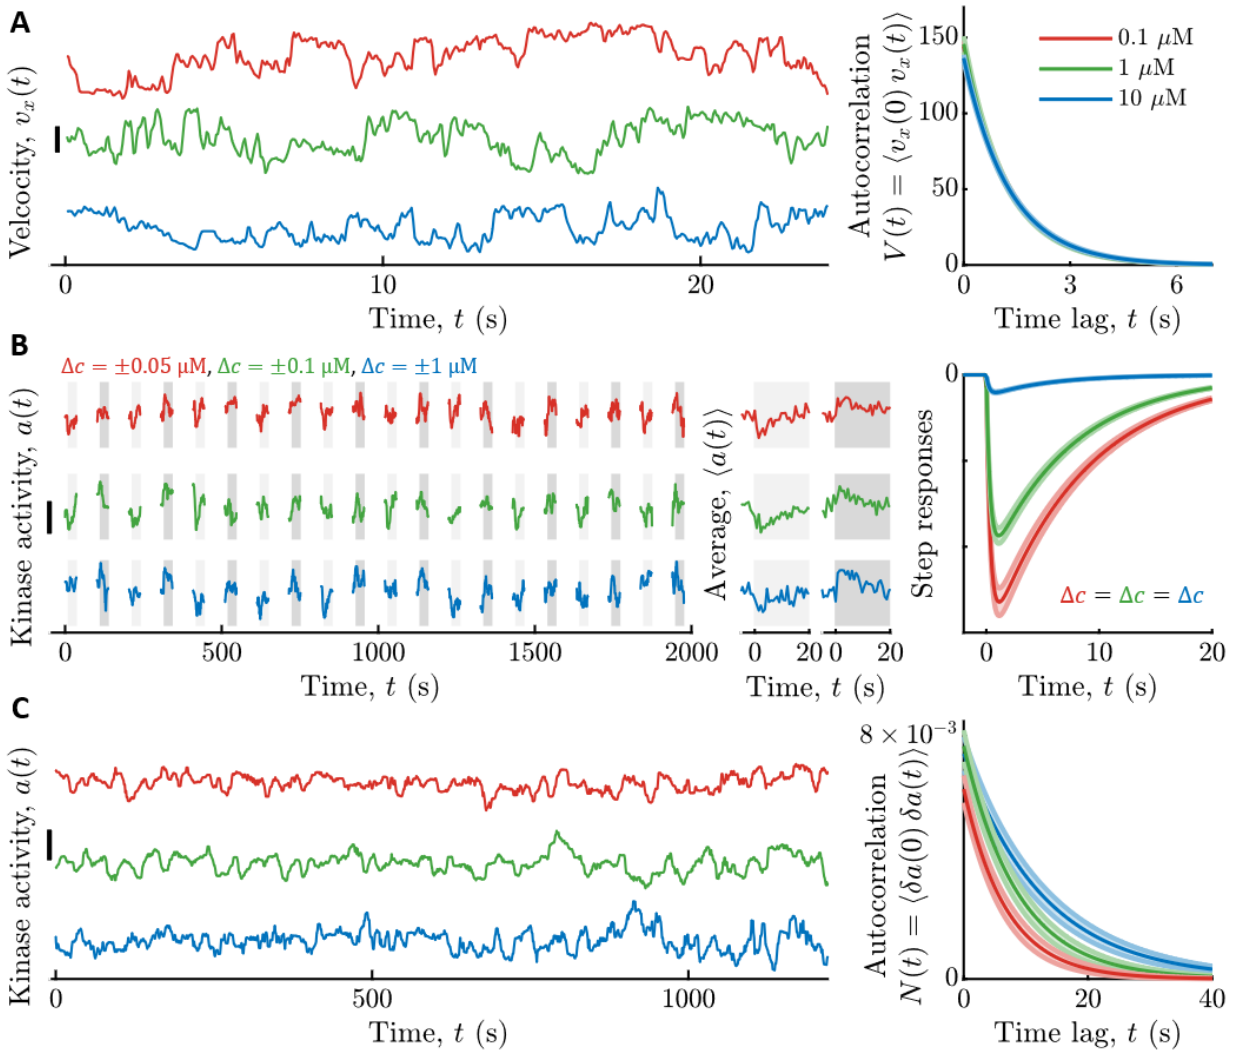 A
Velcocity, v_x(t)
0
10
20
Time, t (s)
Autocorrelation
V(t) = ⟨v_x(0) v_x(t)⟩
150
100
50
0
0.1 μM
1 μM
10 μM
0
3
6
Time lag, t (s)
B
Δc = ±0.05 μM, Δc = ±0.1 μM, Δc = ±1 μM
Kinase activity, a(t)
0
500
1000
1500
2000
Time, t (s)
Average, ⟨a(t)⟩
0
20
0
20
Time, t (s)
Step responses
0
Δc = Δc = Δc
0
10
20
Time, t (s)
C
Kinase activity, a(t)
0
500
1000
Time, t (s)
Autocorrelation
N(t) = ⟨δa(0) δa(t)⟩
8 × 10⁻³
0
0
20
40
Time lag, t (s)